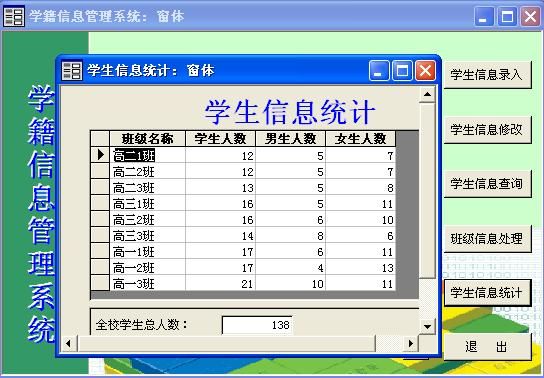 学籍信息管理系统: 窗体
学籍信息管理系统
学生信息统计: 窗体
学生信息统计
班级名称 学生人数 男生人数 女生人数
高二1班 12 5 7
高二2班 12 5 7
高二3班 13 5 8
高三1班 16 5 11
高三2班 16 6 10
高三3班 14 8 6
高一1班 17 6 11
高一2班 17 4 13
高一3班 21 10 11
全校学生总人数: 138
学生信息录入
学生信息修改
学生信息查询
班级信息处理
学生信息统计
退 出